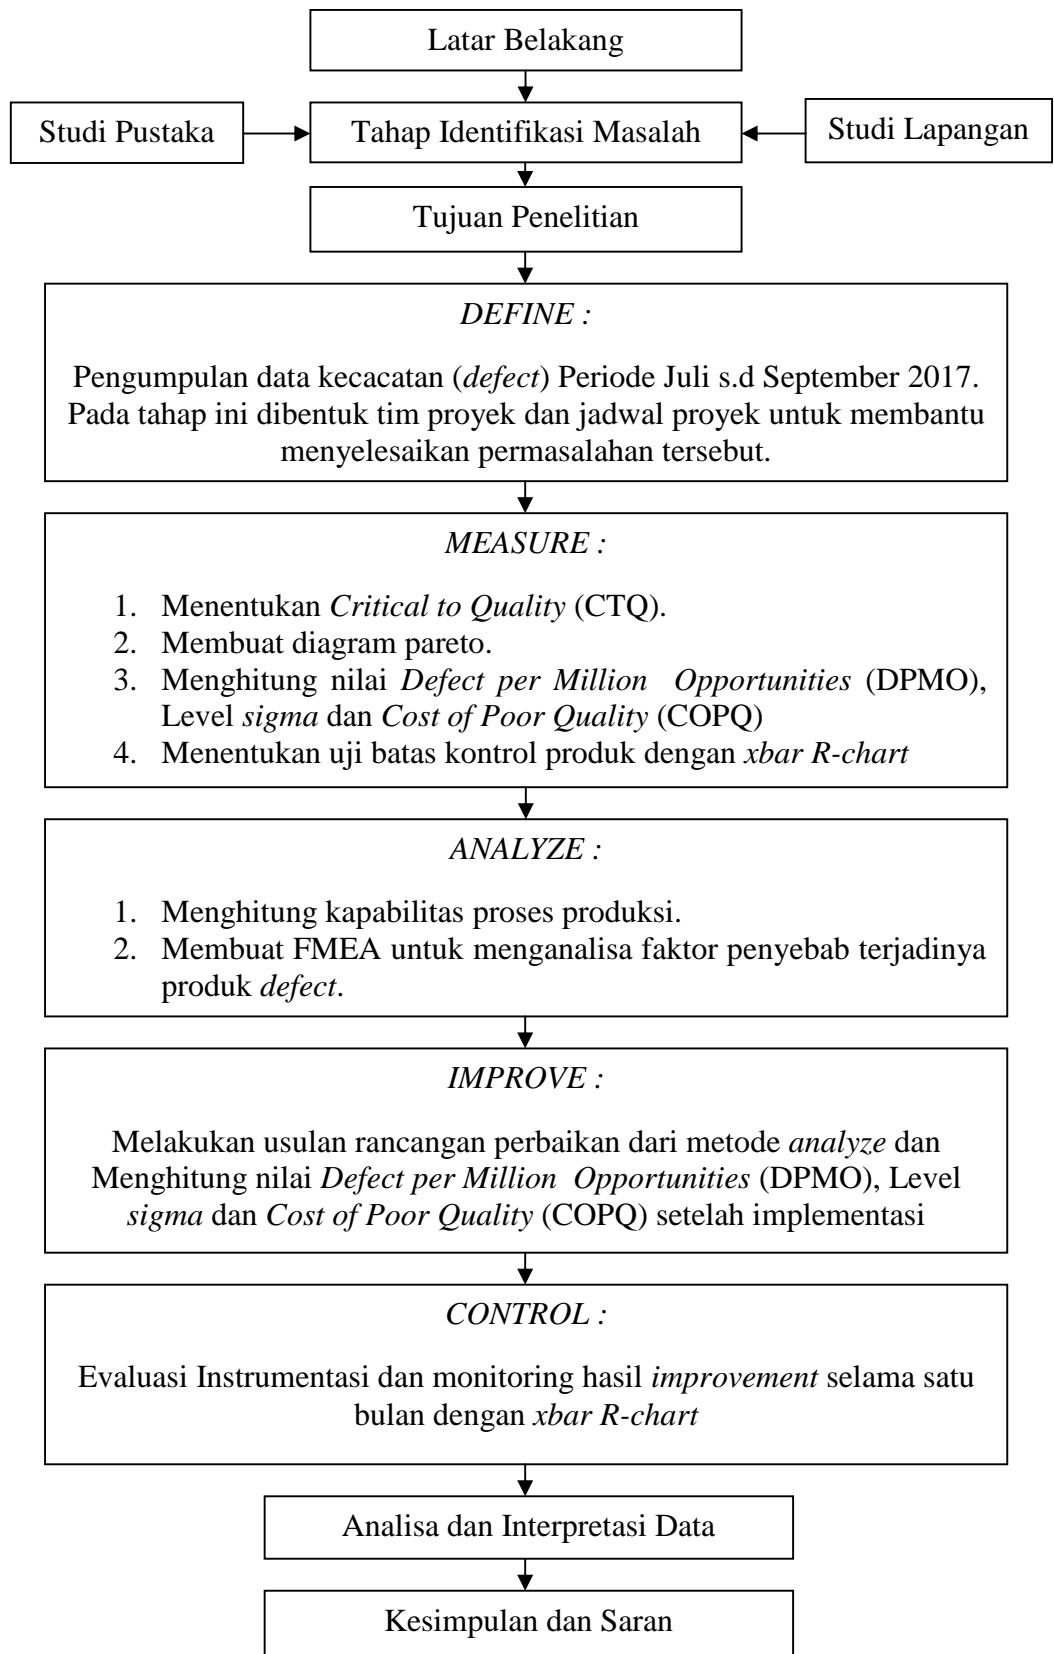 Latar Belakang
Studi Pustaka
Tahap Identifikasi Masalah
Studi Lapangan
Tujuan Penelitian
DEFINE :
Pengumpulan data kecacatan (defect) Periode Juli s.d September 2017.
Pada tahap ini dibentuk tim proyek dan jadwal proyek untuk membantu
menyelesaikan permasalahan tersebut.
MEASURE :
1. Menentukan Critical to Quality (CTQ).
2. Membuat diagram pareto.
3. Menghitung nilai Defect per Million Opportunities (DPMO),
Level sigma dan Cost of Poor Quality (COPQ)
4. Menentukan uji batas kontrol produk dengan xbar R-chart
ANALYZE :
1. Menghitung kapabilitas proses produksi.
2. Membuat FMEA untuk menganalisa faktor penyebab terjadinya
produk defect.
IMPROVE :
Melakukan usulan rancangan perbaikan dari metode analyze dan
Menghitung nilai Defect per Million Opportunities (DPMO), Level
sigma dan Cost of Poor Quality (COPQ) setelah implementasi
CONTROL :
Evaluasi Instrumentasi dan monitoring hasil improvement selama satu
bulan dengan xbar R-chart
Analisa dan Interpretasi Data
Kesimpulan dan Saran